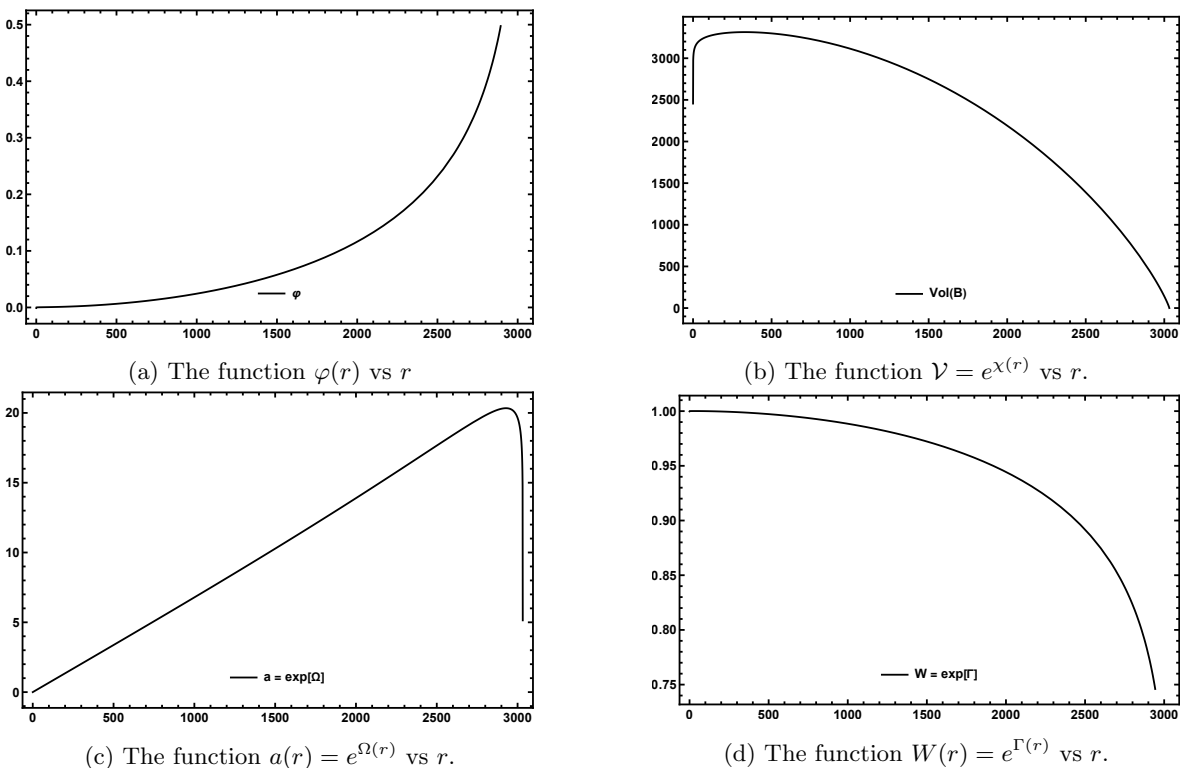 0.5
0.4
0.3
0.2
0.1
0.0
φ
0 500 1000 1500 2000 2500 3000
(a) The function φ(r) vs r
3000
2500
2000
1500
1000
500
0
Vol(B)
0 500 1000 1500 2000 2500 3000
(b) The function 𝒱 = e^{χ(r)} vs r.
20
15
10
5
0
a = exp[Ω]
0 500 1000 1500 2000 2500 3000
(c) The function a(r) = e^{Ω(r)} vs r.
1.00
0.95
0.90
0.85
0.80
0.75
W = exp[Γ]
0 500 1000 1500 2000 2500 3000
(d) The function W(r) = e^{Γ(r)} vs r.